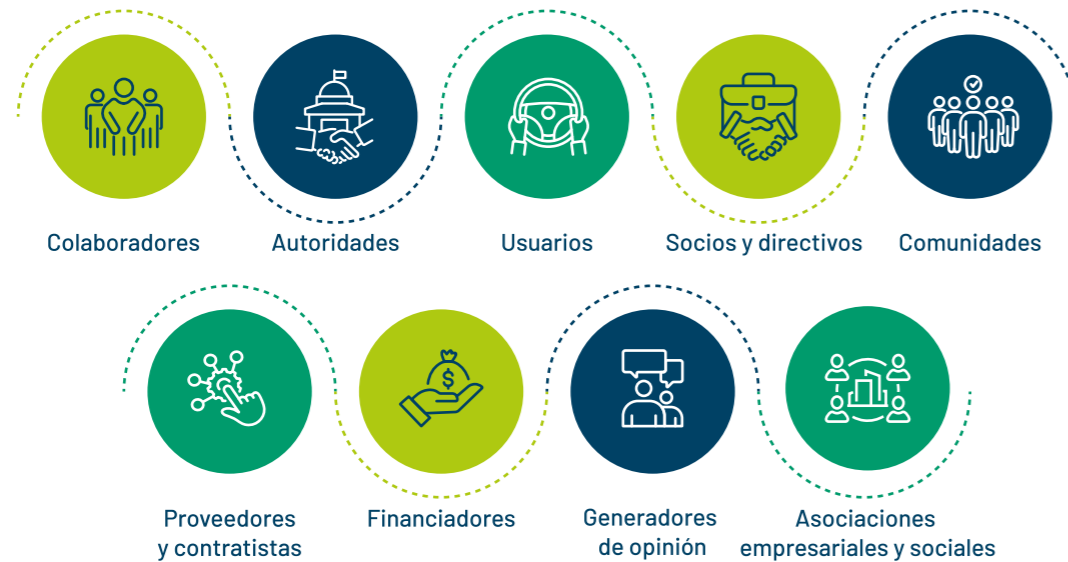 Colaboradores
Autoridades
Usuarios
Socios y directivos
Comunidades
$
Proveedores
y contratistas
Financiadores
Generadores
de opinión
Asociaciones
empresariales y sociales